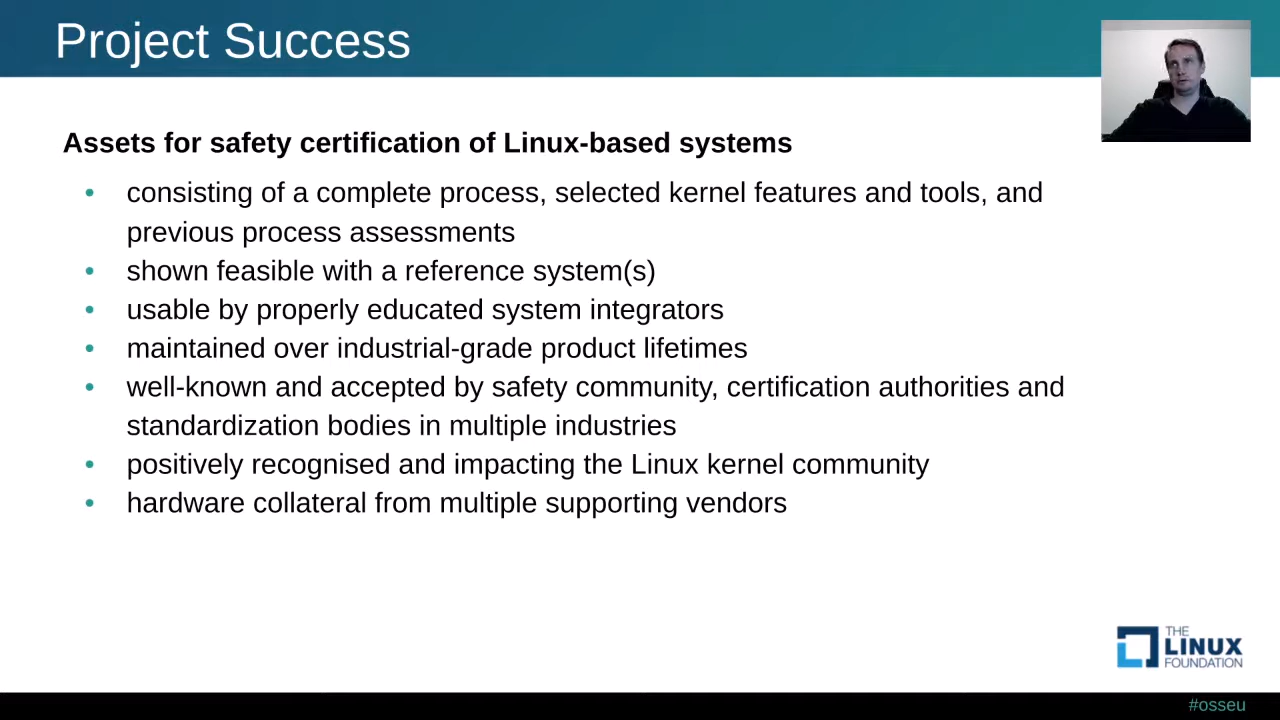 Project Success
Assets for safety certification of Linux-based systems
• consisting of a complete process, selected kernel features and tools, and
previous process assessments
• shown feasible with a reference system(s)
• usable by properly educated system integrators
• maintained over industrial-grade product lifetimes
• well-known and accepted by safety community, certification authorities and
standardization bodies in multiple industries
• positively recognised and impacting the Linux kernel community
• hardware collateral from multiple supporting vendors
THE
LINUX
FOUNDATION
#osseu